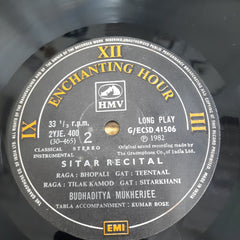 XII
ENCHANTING HOUR
IX
III
HMV
33 1/3 r.p.m.
LONG PLAY
2YJE. 400 2
G/ECSD 41506
(30-465)
℗ 1982
CLASSICAL STEREO
INSTRUMENTAL
Original sound recording made by
The Gramophone Co. of India Ltd.
SITAR RECITAL
RAGA : BHOPALI GAT : TEENTAAL
RAGA : TILAK KAMOD GAT : SITARKHANI
BUDHADITYA MUKHERJEE
TABLA ACCOMPANIMENT : KUMAR BOSE
EMI